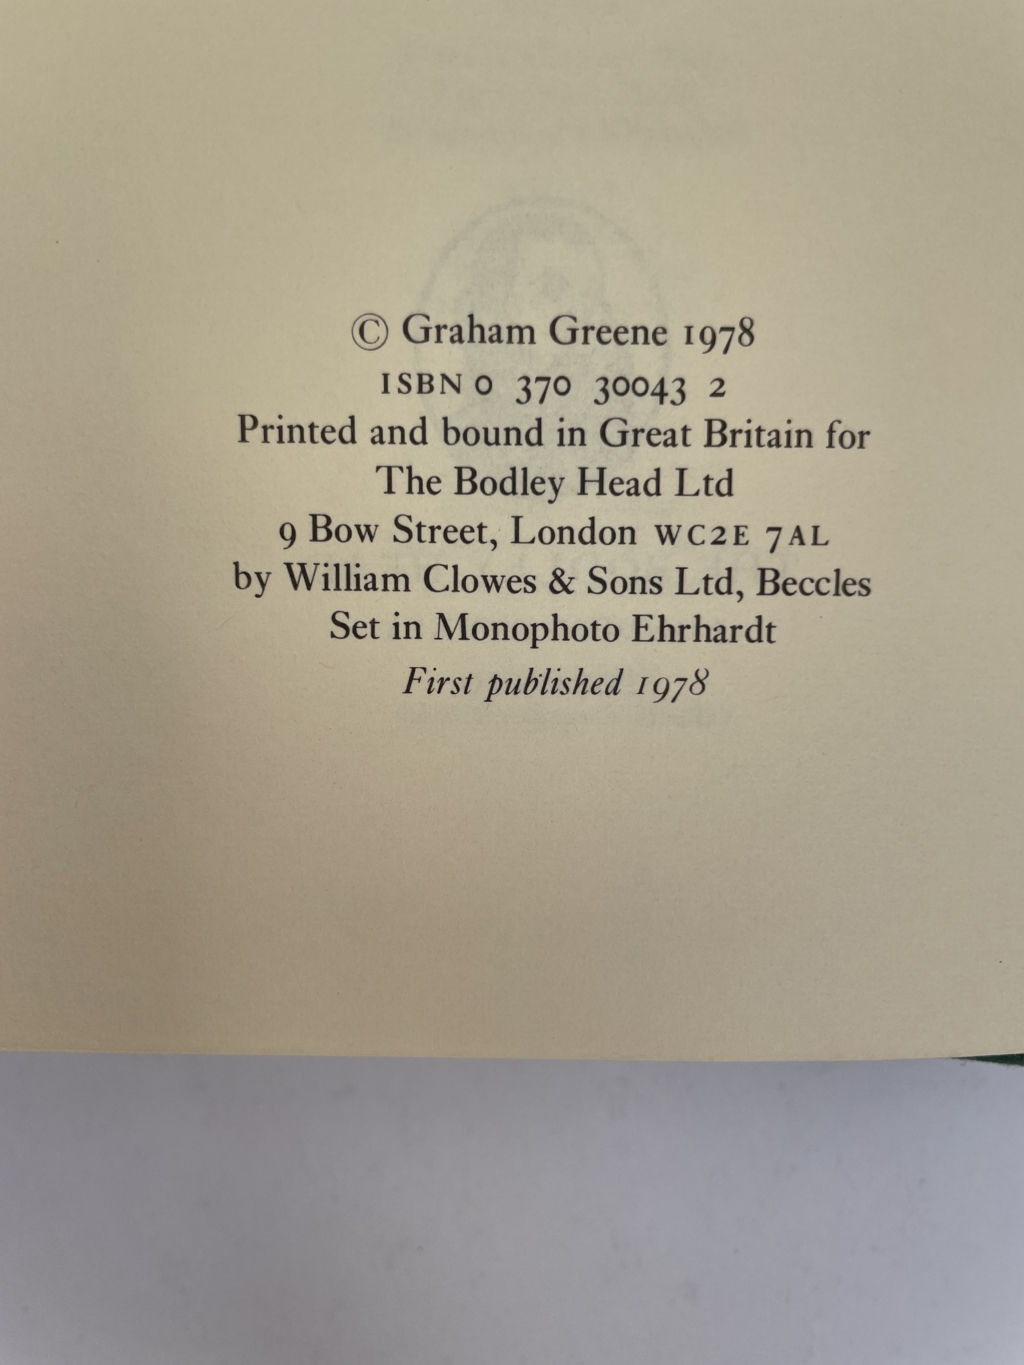 © Graham Greene 1978
ISBN 0 370 30043 2
Printed and bound in Great Britain for
The Bodley Head Ltd
9 Bow Street, London WC2E 7AL
by William Clowes & Sons Ltd, Beccles
Set in Monophoto Ehrhardt
First published 1978